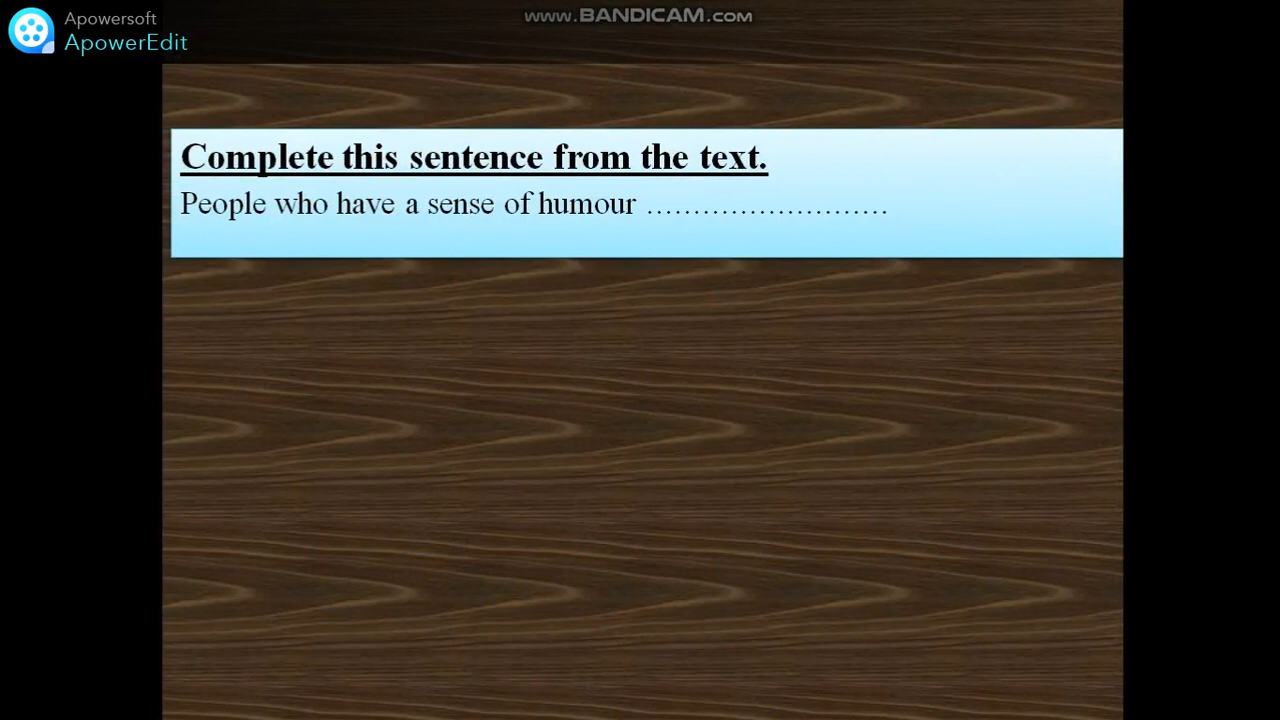 Apowersoft
ApowerEdit
www.BANDICAM.com
Complete this sentence from the text.
People who have a sense of humour ..........................